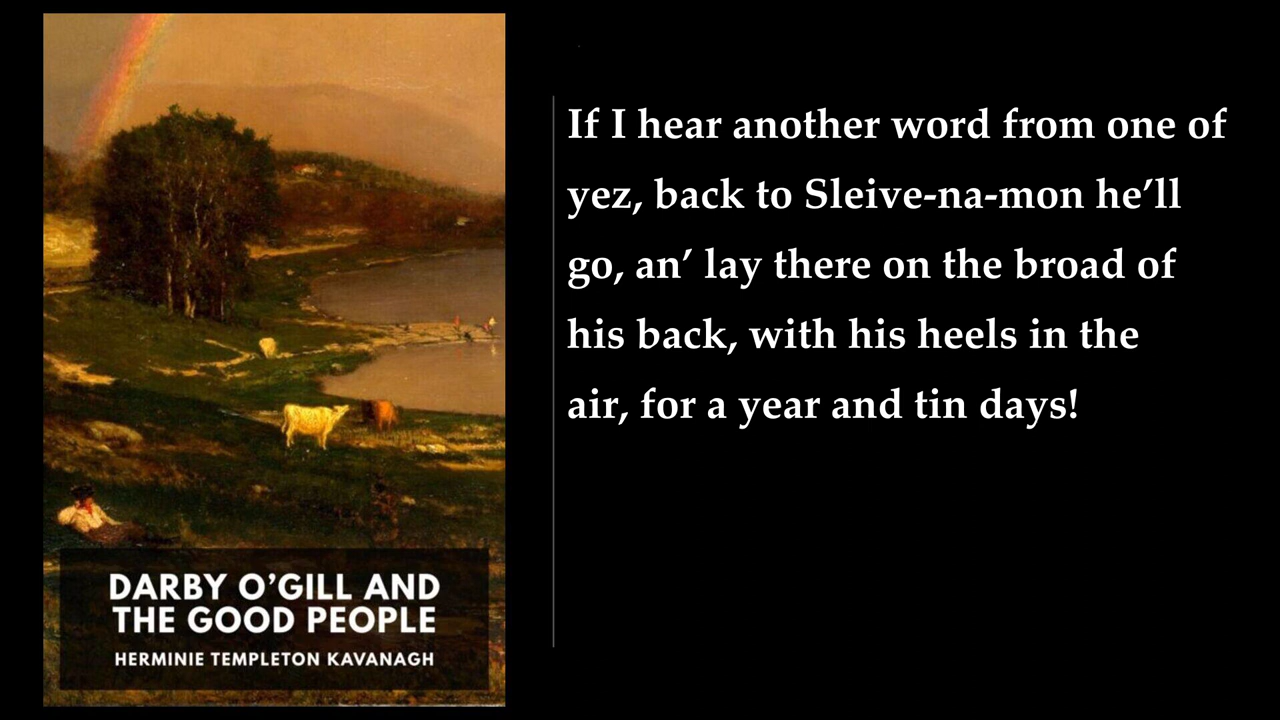 If I hear another word from one of
yez, back to Sleive-na-mon he’ll
go, an’ lay there on the broad of
his back, with his heels in the
air, for a year and tin days!
DARBY O’GILL AND
THE GOOD PEOPLE
HERMINIE TEMPLETON KAVANAGH